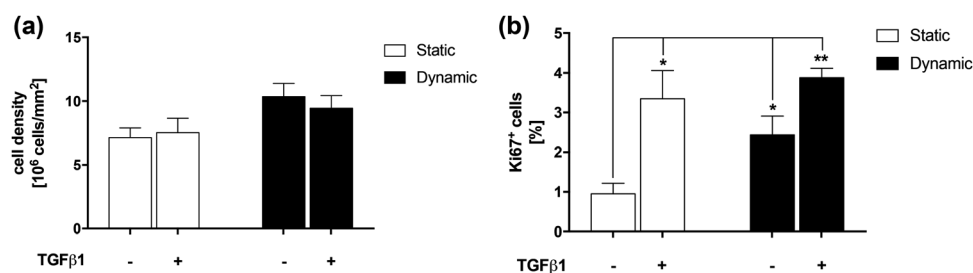 (a)
cell density
[10⁶ cells/mm²]
15
10
5
0
Static
Dynamic
TGFβ1 - + - +
(b)
Ki67⁺ cells
[%]
5
4
3
2
1
0
*
*
**
Static
Dynamic
TGFβ1 - + - +